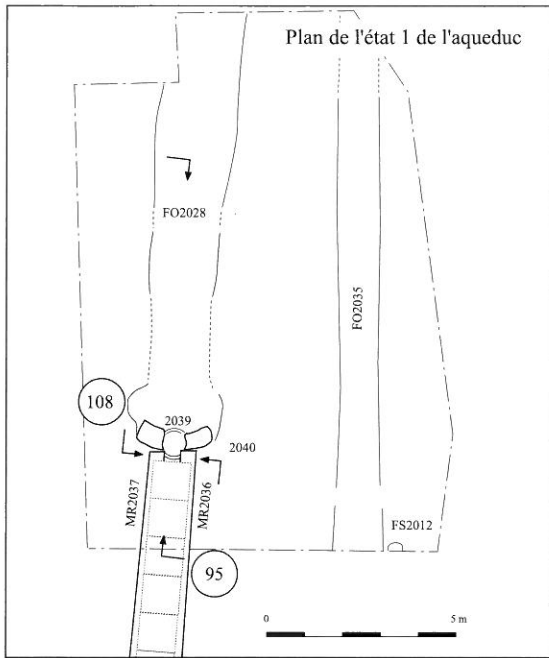 Plan de l'état 1 de l'aqueduc
FO2028
FO2035
108
2039
2040
MR2037
MR2036
FS2012
95
0
5 m